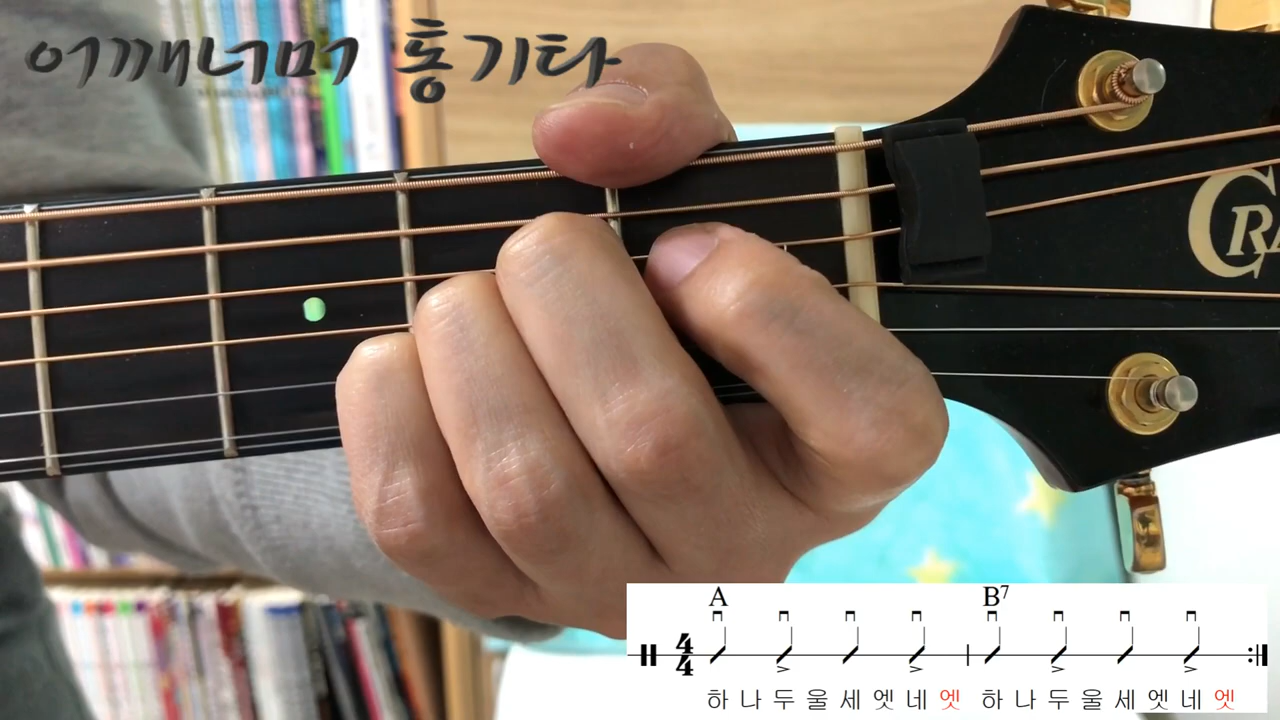 어깨너머 통기타
CRA
A B7
4
4
하 나 두 울 세 엣 네 엣 하 나 두 울 세 엣 네 엣